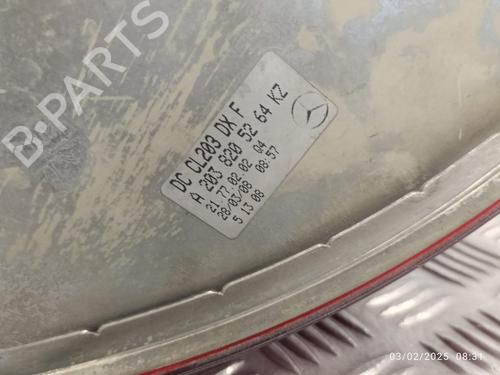 B-PARTS
DC CL203 DX F
A 203 820 52 64 KZ
21.77.02.02 04
28/03/08 08:57
5 13 08
03/02/2025 08:31